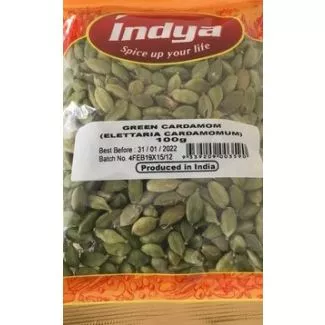 indya
Spice up your life
GREEN CARDAMOM
(ELETTARIA CARDAMOMUM)
100g
Best Before : 31 / 01 / 2022
Batch No. 4FEB19X15/12
Produced in India